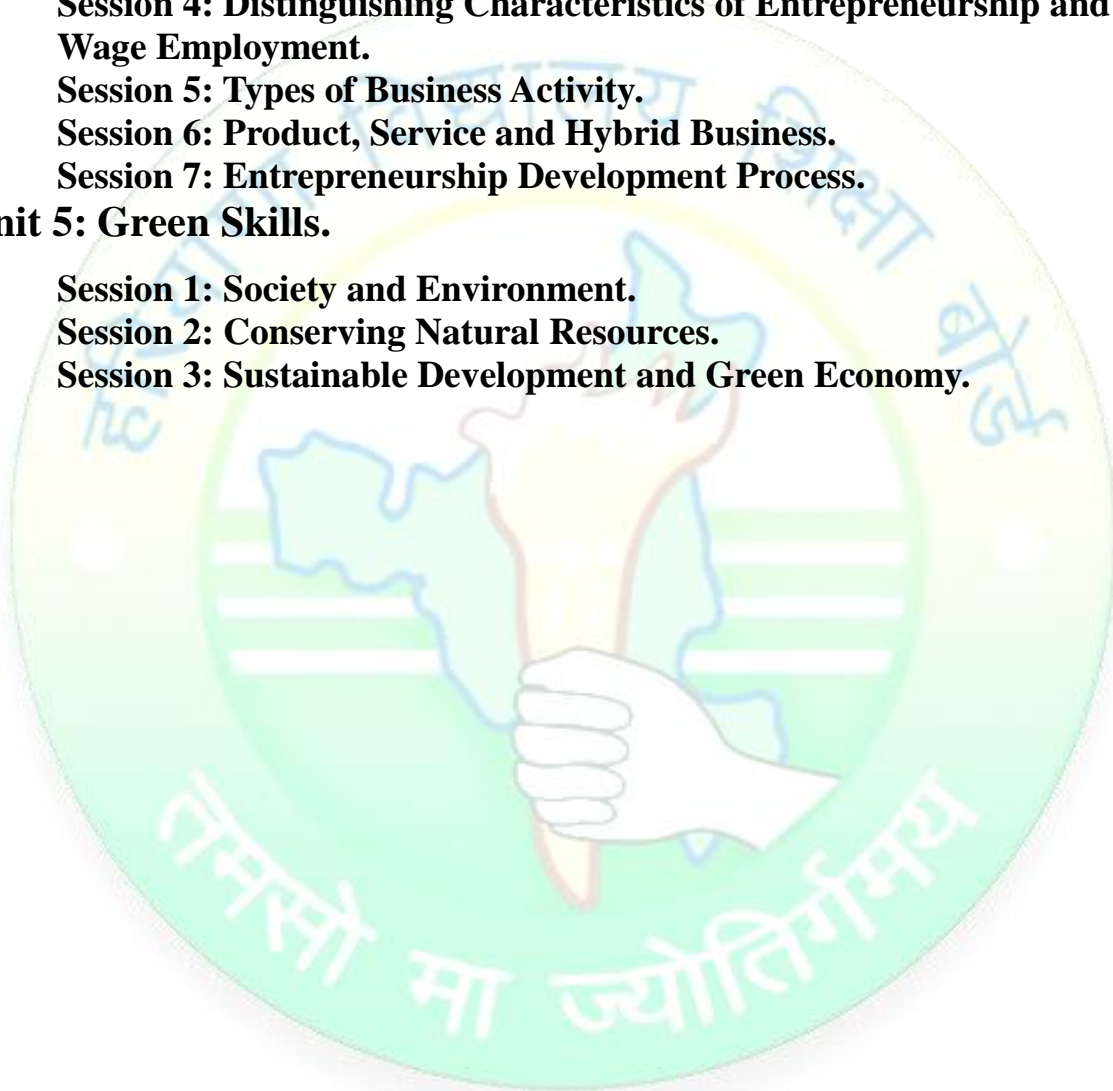 Session 4: Distinguishing Characteristics of Entrepreneurship and
Wage Employment.
Session 5: Types of Business Activity.
Session 6: Product, Service and Hybrid Business.
Session 7: Entrepreneurship Development Process.
nit 5: Green Skills.
Session 1: Society and Environment.
Session 2: Conserving Natural Resources.
Session 3: Sustainable Development and Green Economy.
हरियाणा विद्यालय शिक्षा बोर्ड
तमसो मा ज्योतिर्गमय